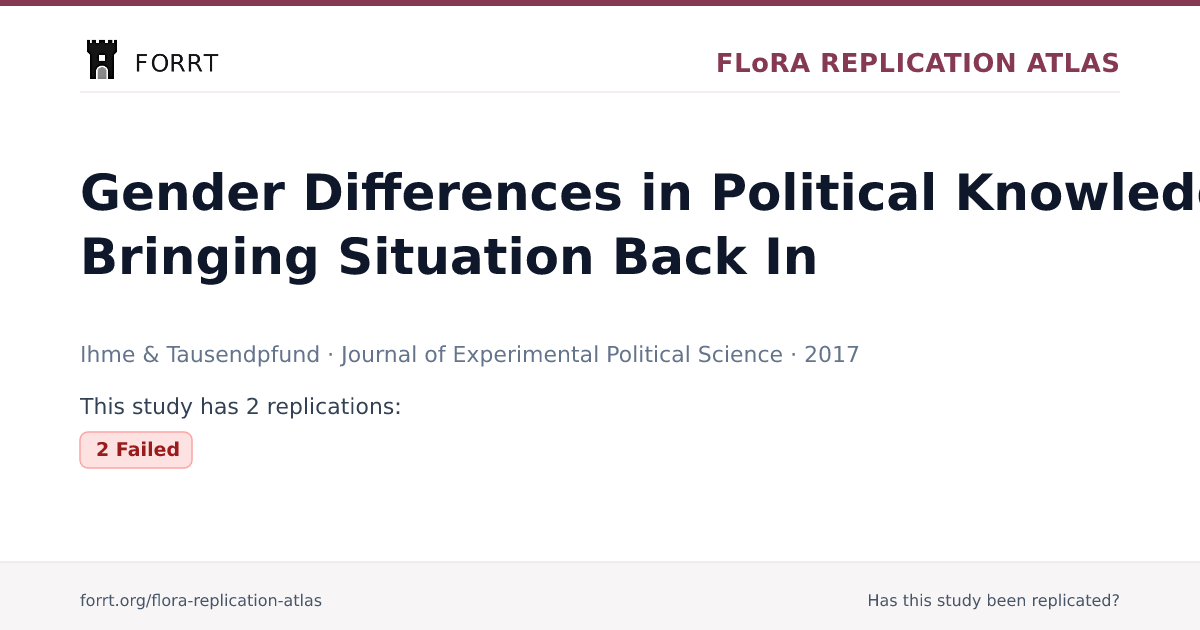 FORRT
FLoRA REPLICATION ATLAS
Gender Differences in Political
Bringing Situation Back In
Ihme & Tausendpfund · Journal of Experimental Political Science · 2017
This study has 2 replications:
2 Failed
forrt.org/flora-replication-atlas
Has this study been replicated?